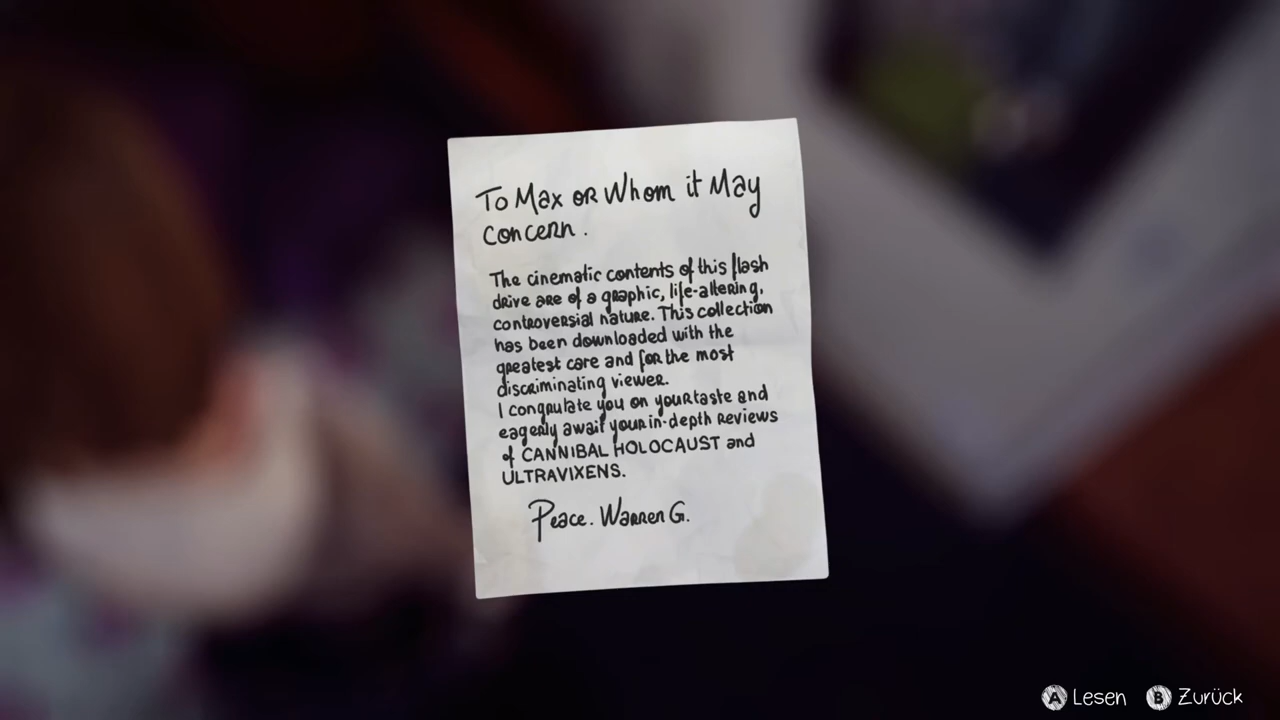 To Max or Whom it May
Concern.
The cinematic contents of this flash
drive are of a graphic, life-altering,
controversial nature. This collection
has been downloaded with the
greatest care and for the most
discriminating viewer.
I congrulate you on your taste and
eagerly await your in-depth reviews
of CANNIBAL HOLOCAUST and
ULTRAVIXENS.
Peace. Warren G.
A Lesen B Zurück